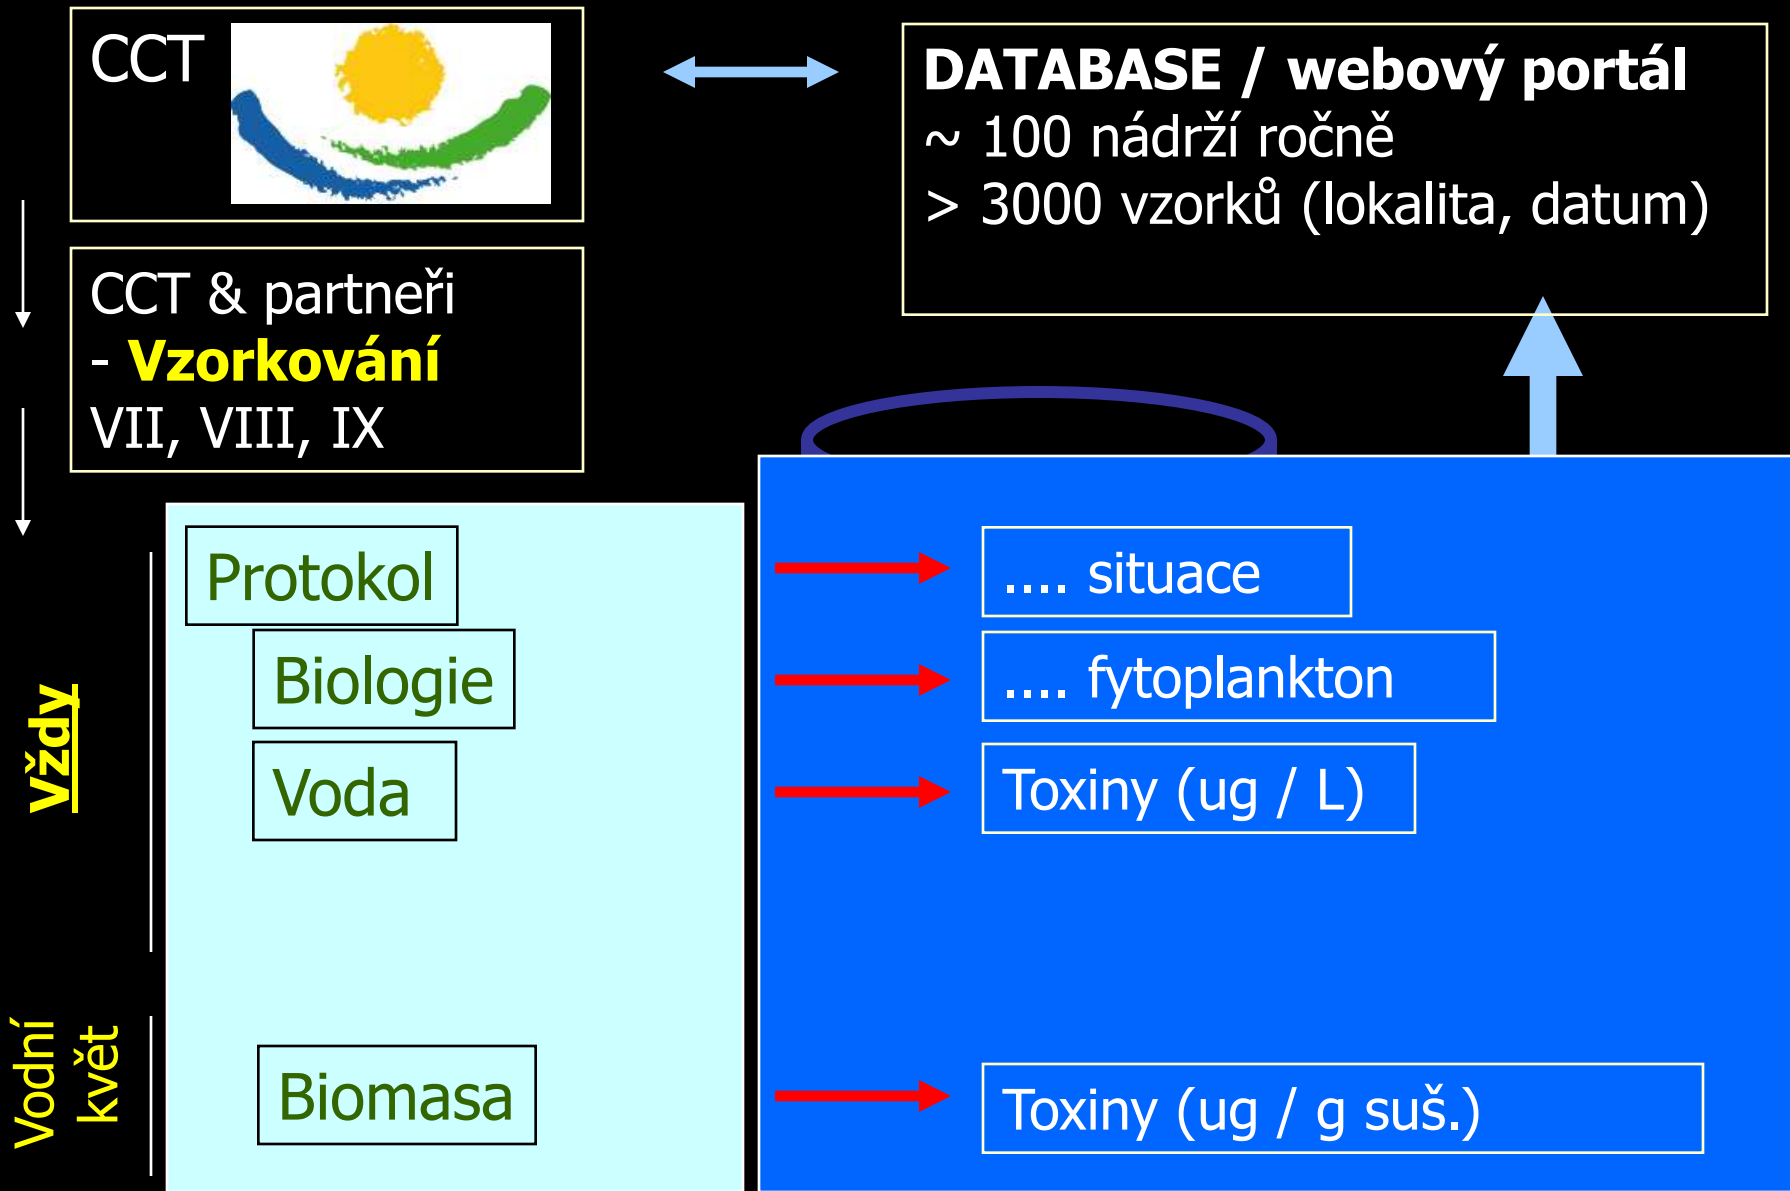 CCT
DATABASE / webový portál
~ 100 nádrží ročně
> 3000 vzorků (lokalita, datum)
CCT & partneři
- Vzorkování
VII, VIII, IX
Vždy
Protokol
.... situace
Biologie
.... fytoplankton
Voda
Toxiny (ug / L)
Vodní
květ
Biomasa
Toxiny (ug / g suš.)